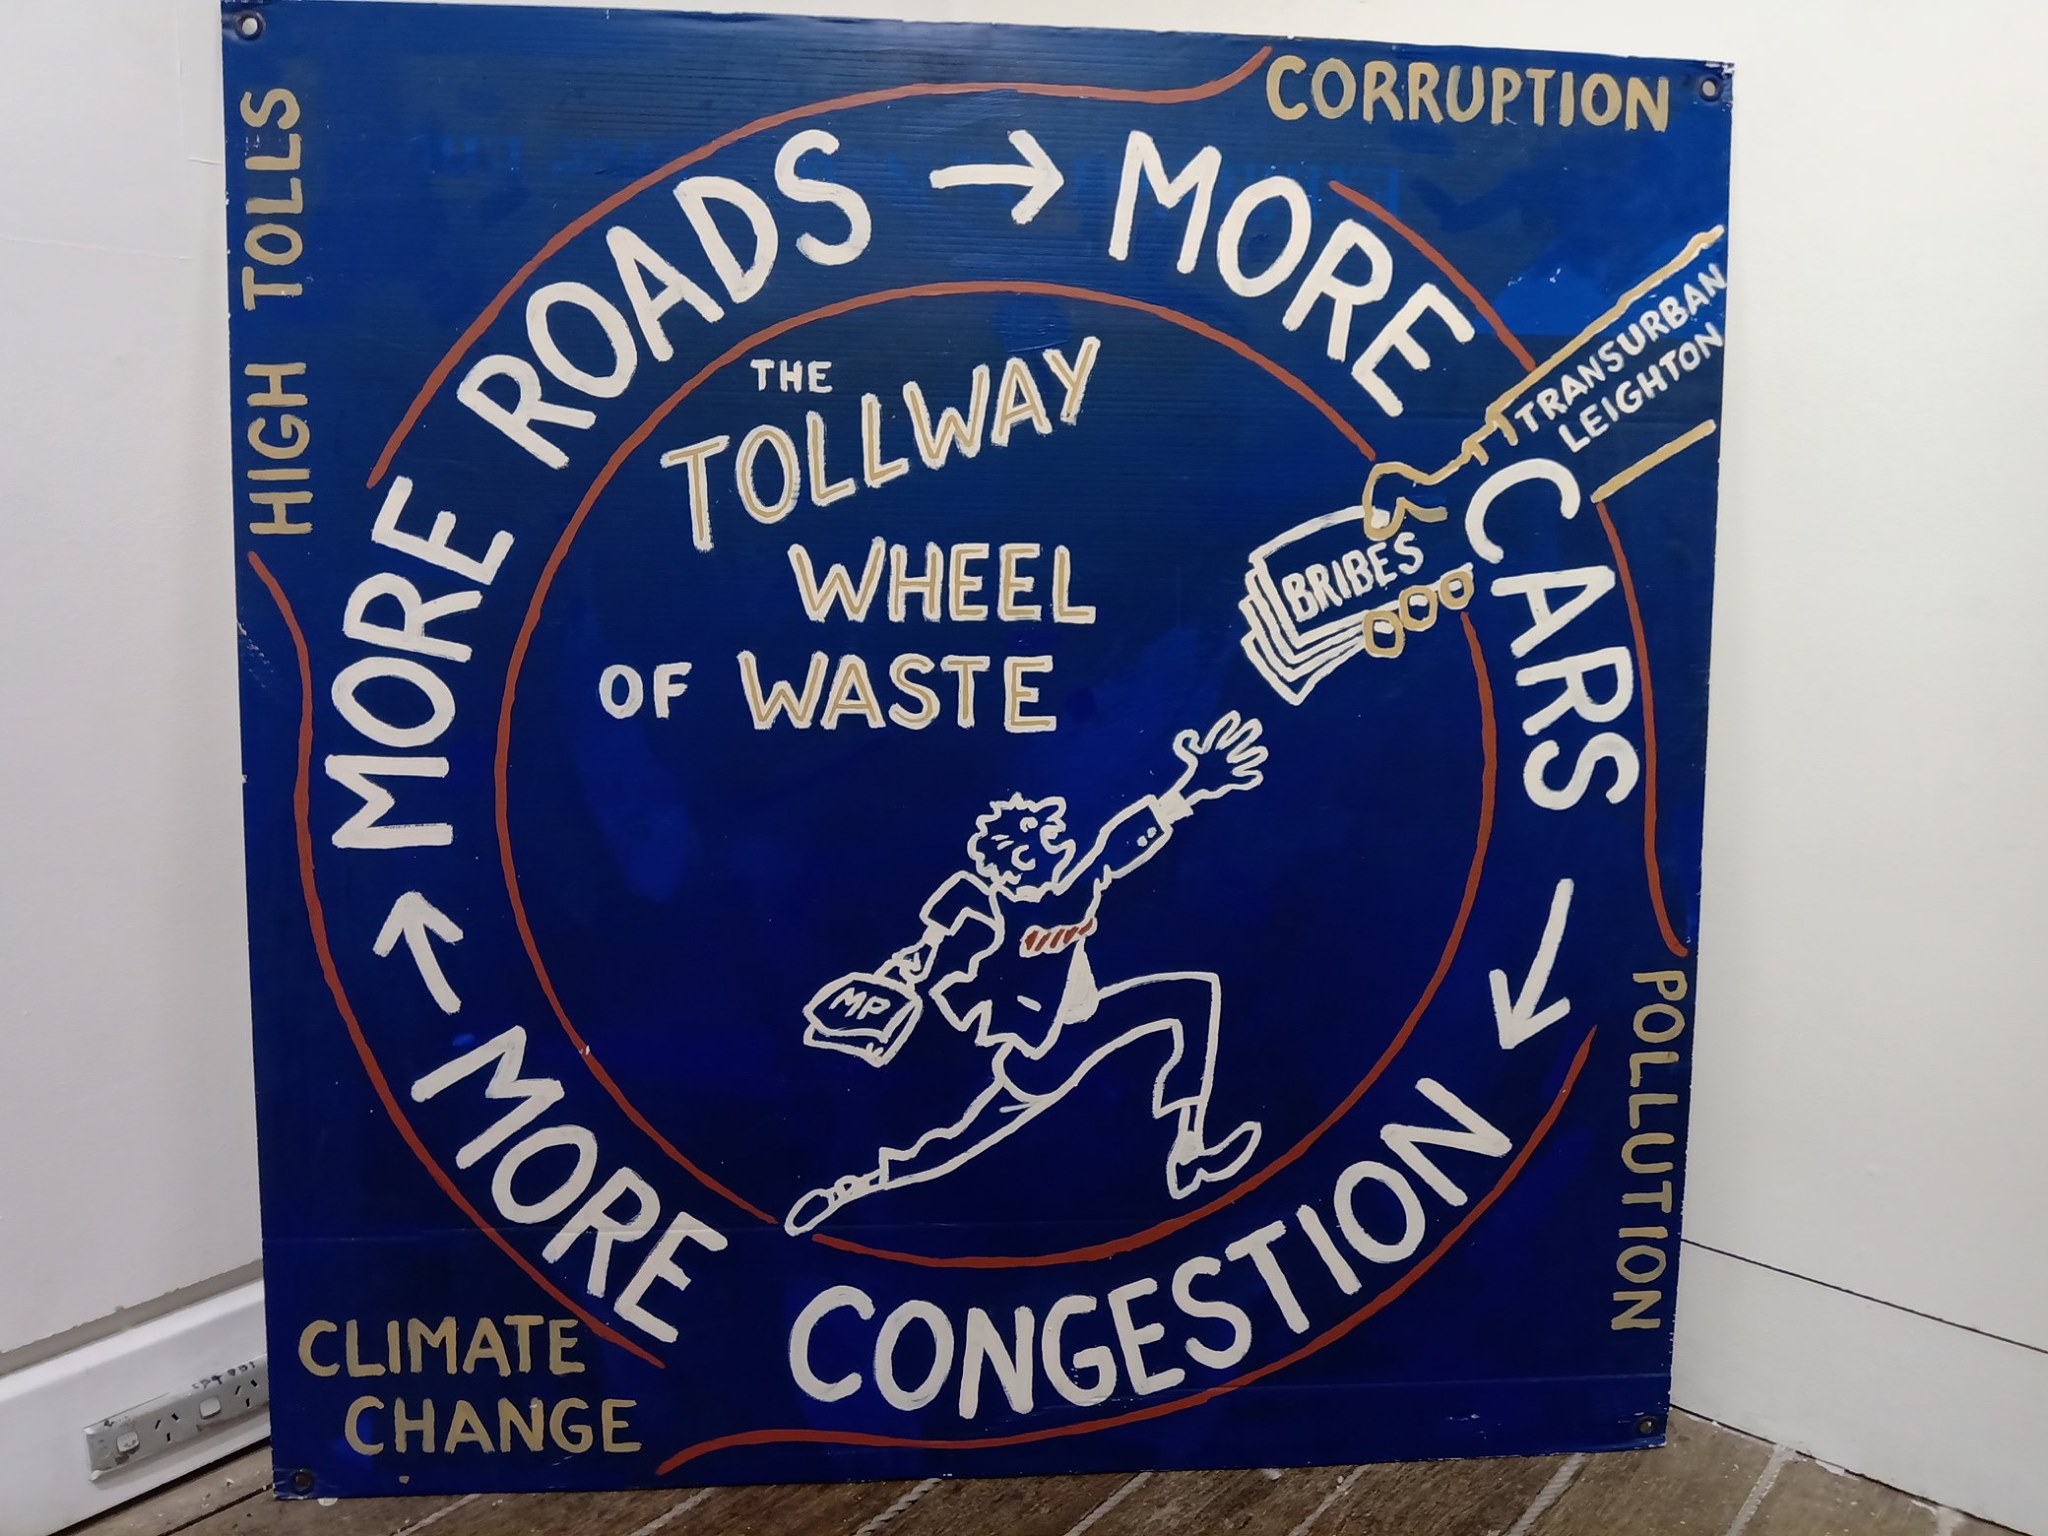 HIGH TOLLS
CORRUPTION
MORE ROADS → MORE CARS → MORE CONGESTION →
THE
TOLLWAY
WHEEL
OF WASTE
TRANSURBAN
LEIGHTON
BRIBES
MP
POLLUTION
CLIMATE
CHANGE